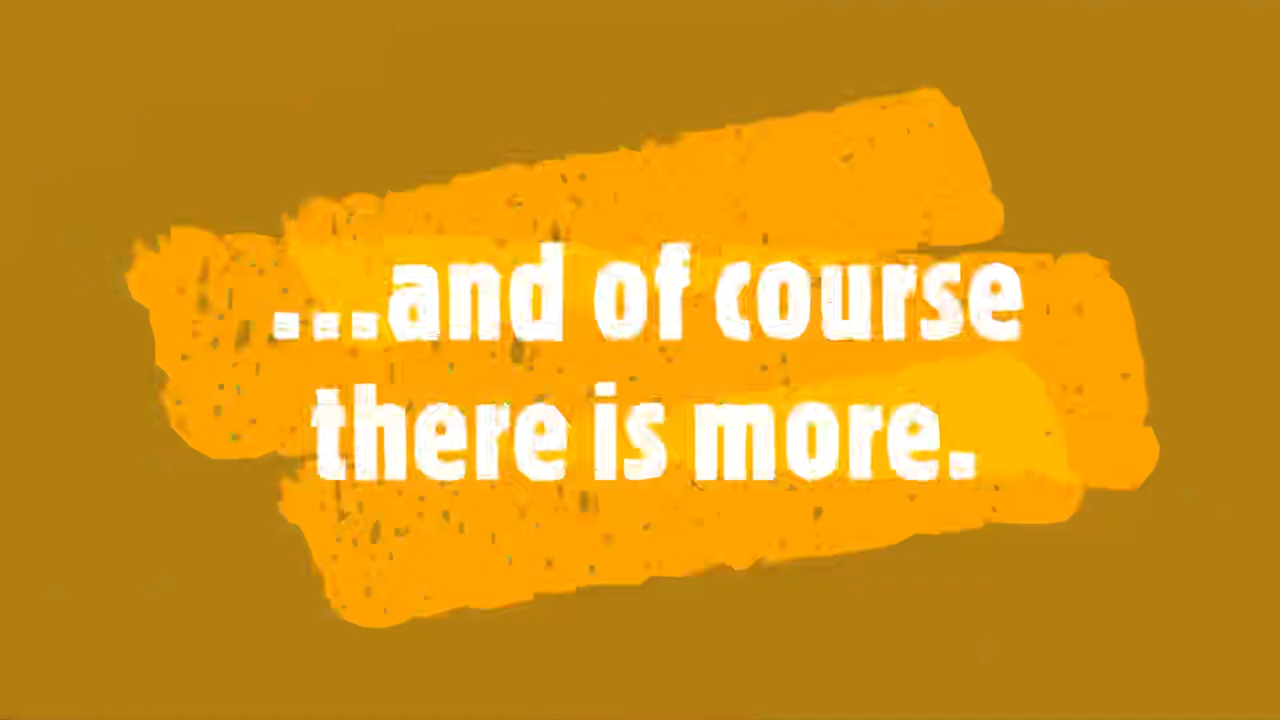 ...and of course
there is more.